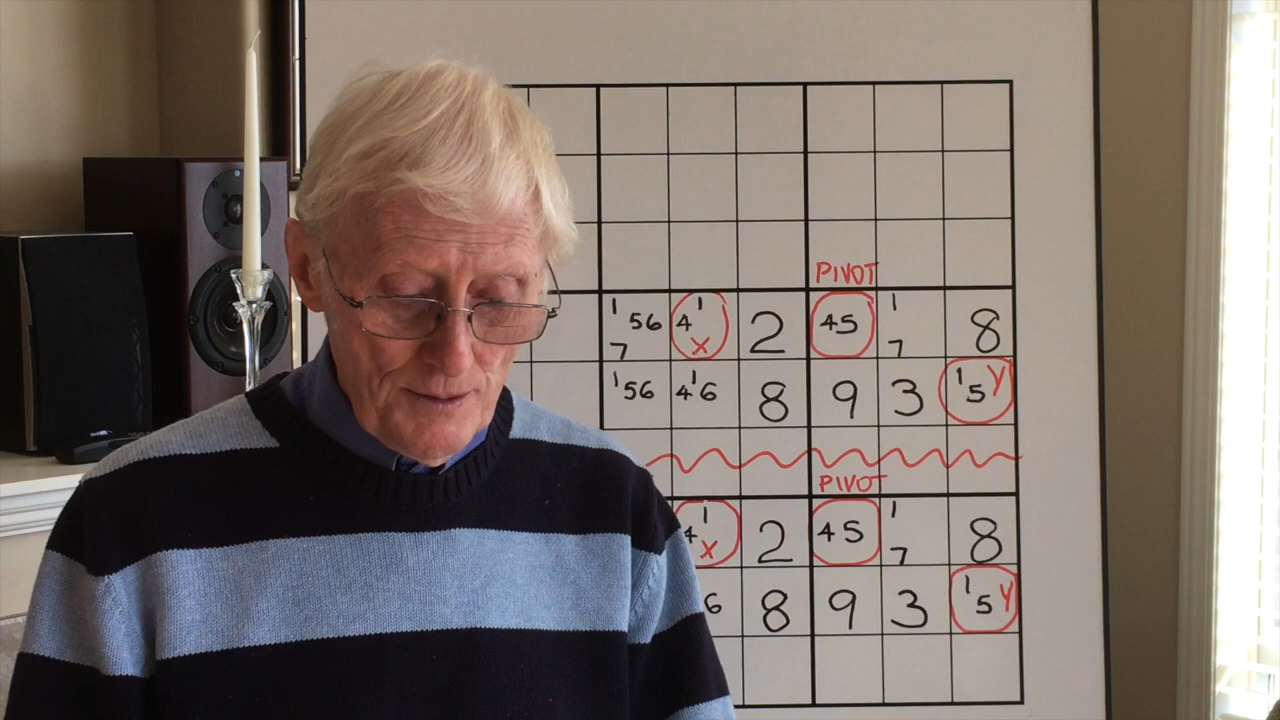 PIVOT
1 56 7 4 1 X 2 45 1 7 8
1 56 4 1 6 8 9 3 1 5 Y
PIVOT
4 1 X 2 45 1 7 8
6 8 9 3 1 5 Y